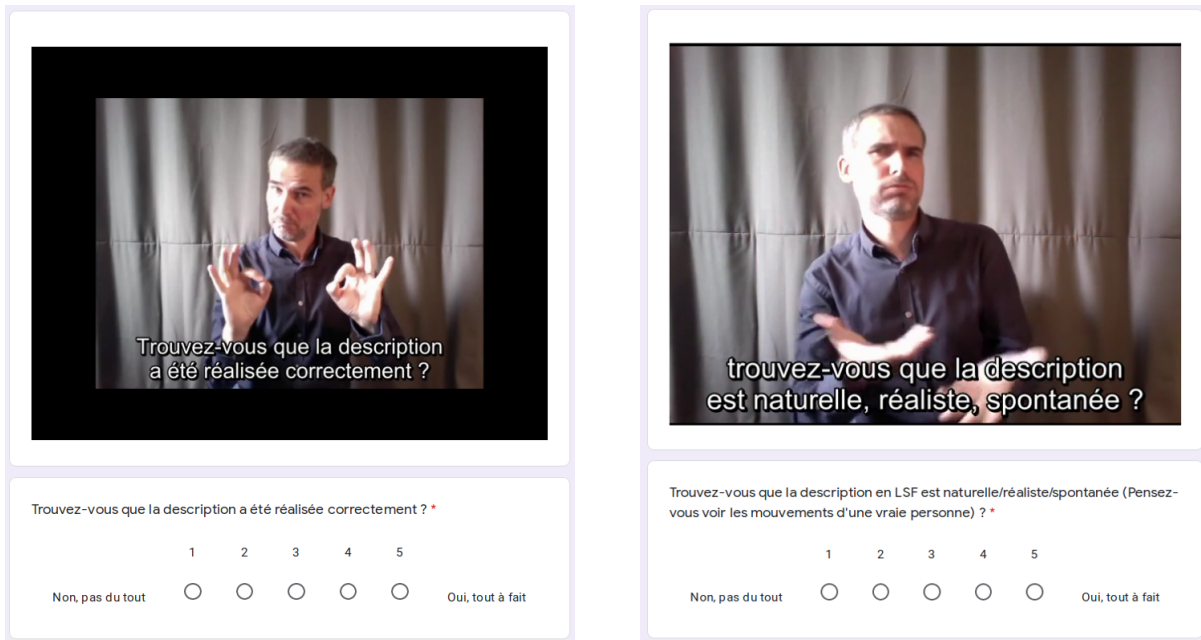 Trouvez-vous que la description
a été réalisée correctement ?
Trouvez-vous que la description a été réalisée correctement ? *
1 2 3 4 5
Non, pas du tout
Oui, tout à fait
trouvez-vous que la description
est naturelle, réaliste, spontanée ?
Trouvez-vous que la description en LSF est naturelle/réaliste/spontanée (Pensez-
vous voir les mouvements d'une vraie personne) ? *
1 2 3 4 5
Non, pas du tout
Oui, tout à fait